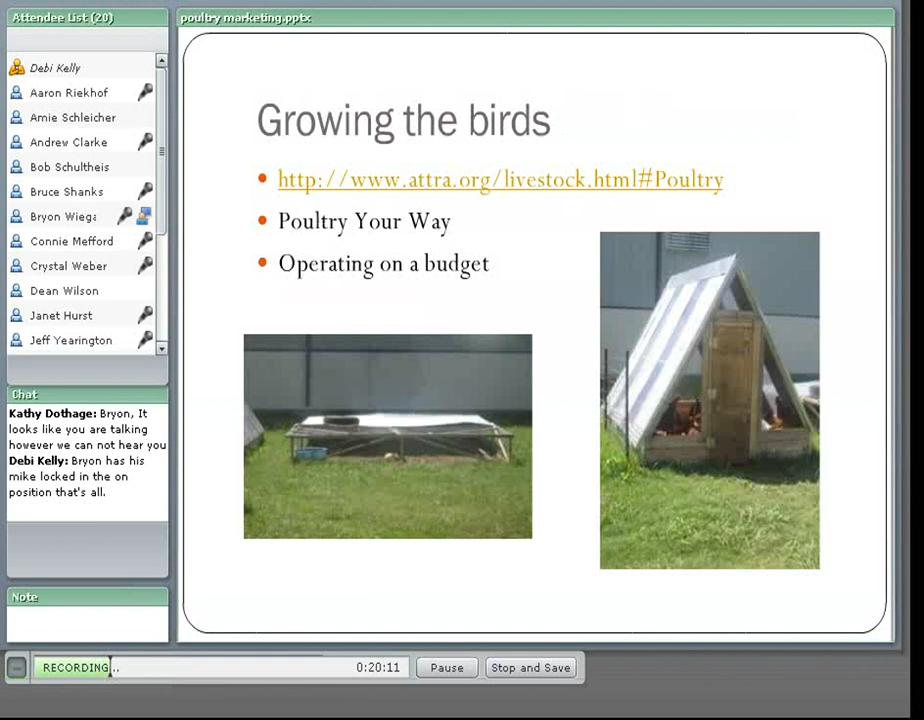 Attendee List (20)
poultry marketing.pptx
Debi Kelly
Aaron Riekhof
Amie Schleicher
Andrew Clarke
Bob Schultheis
Bruce Shanks
Bryon Wiega
Connie Mefford
Crystal Weber
Dean Wilson
Janet Hurst
Jeff Yearington
Chat
Kathy Dothage: Bryon, It
looks like you are talking
however we can not hear you
Debi Kelly: Bryon has his
mike locked in the on
position that's all.
Note
Growing the birds
• http://www.attra.org/livestock.html#Poultry
• Poultry Your Way
• Operating on a budget
RECORDING...
0:20:11
Pause
Stop and Save